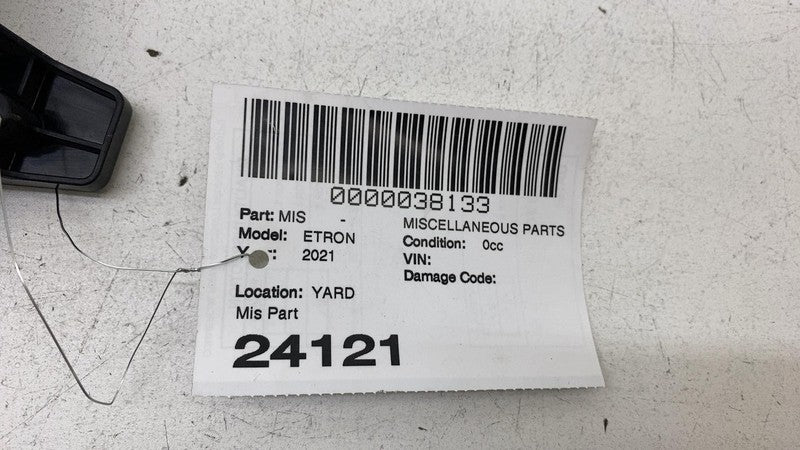 0000038133
Part: MIS - MISCELLANEOUS PARTS
Model: ETRON Condition: 0cc
2021 VIN:
Damage Code:
Location: YARD
Mis Part
24121